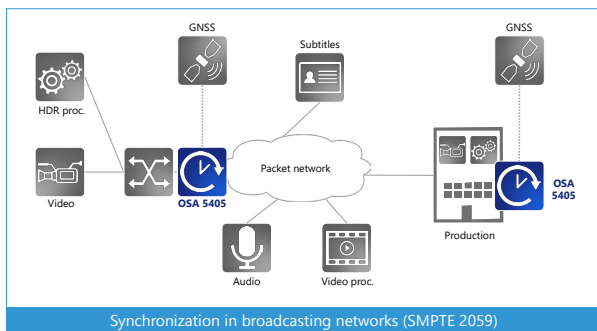 GNSS
GNSS
Subtitles
HDR proc.
Packet network
Video
OSA 5405
OSA
5405
Production
Audio
Video proc.
Synchronization in broadcasting networks (SMPTE 2059)